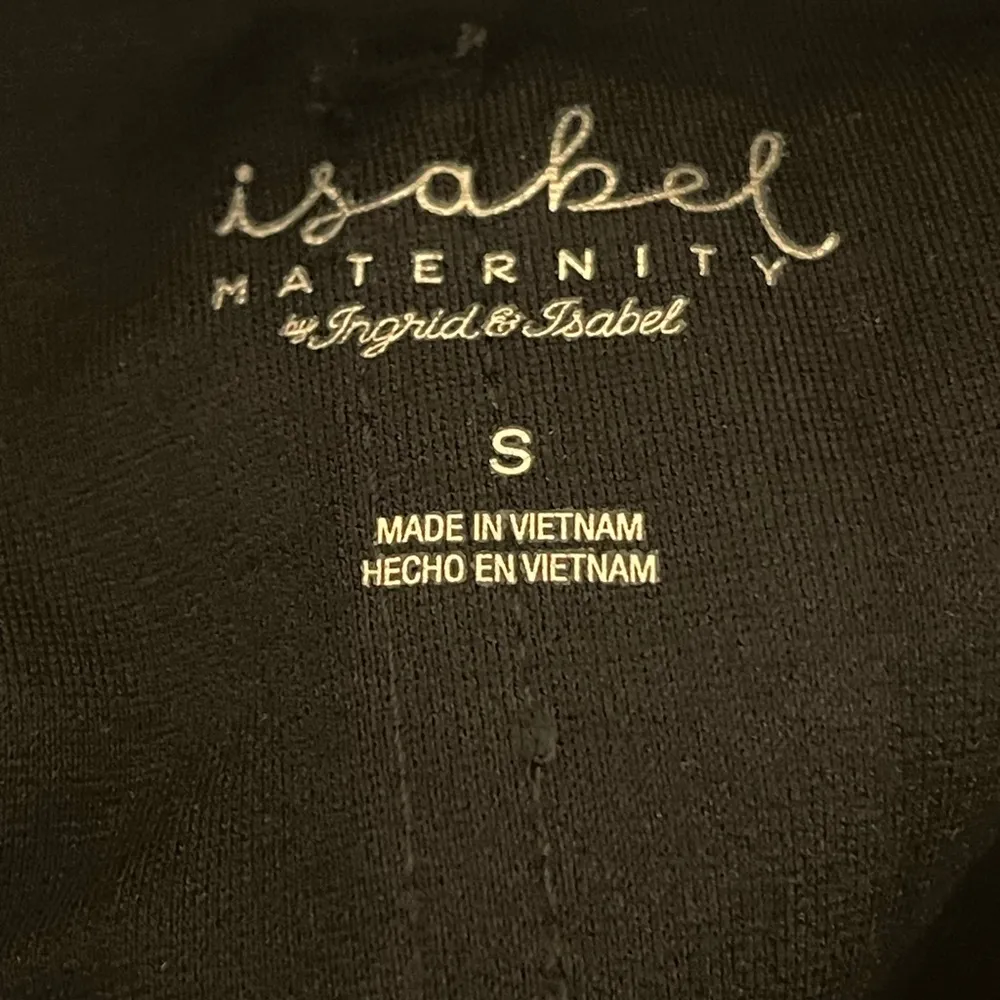 isabel
MATERNITY
by Ingrid & Isabel
S
MADE IN VIETNAM
HECHO EN VIETNAM